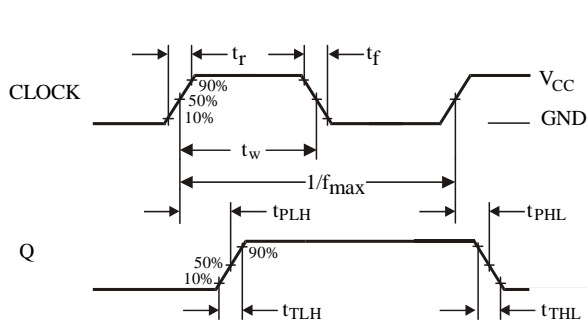 tr
tf
CLOCK
90%
50%
10%
VCC
GND
tw
1/fmax
tPLH
tPHL
Q
50%
10%
90%
tTLH
tTHL